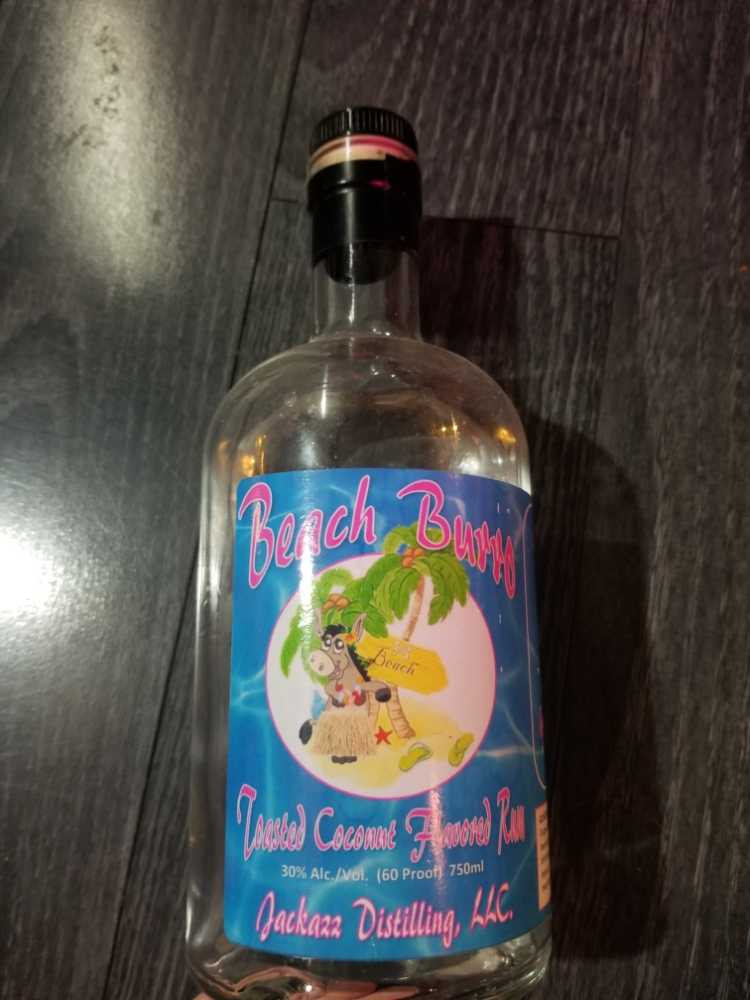 Beach Burro
Beach
Toasted Coconut Flavored Rum
30% Alc./Vol. (60 Proof) 750ml
Jackazz Distilling, LLC.